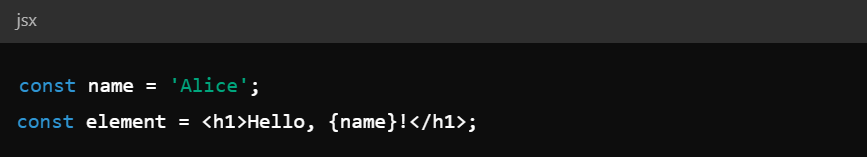 jsx
const name = 'Alice';
const element = <h1>Hello, {name}!</h1>;